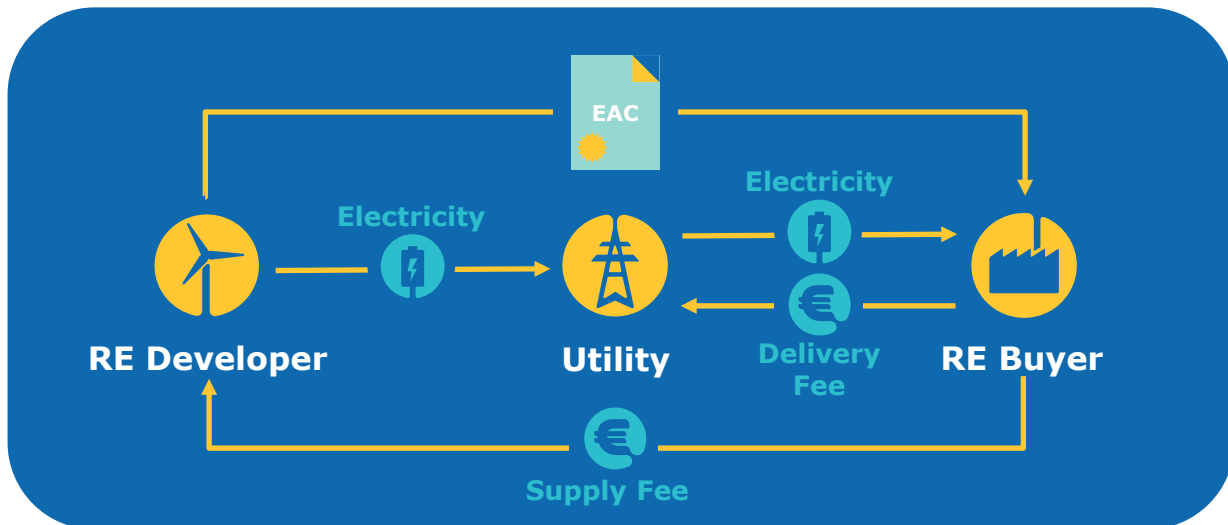 EAC
Electricity
Electricity
RE Developer
Utility
Delivery
Fee
RE Buyer
Supply Fee